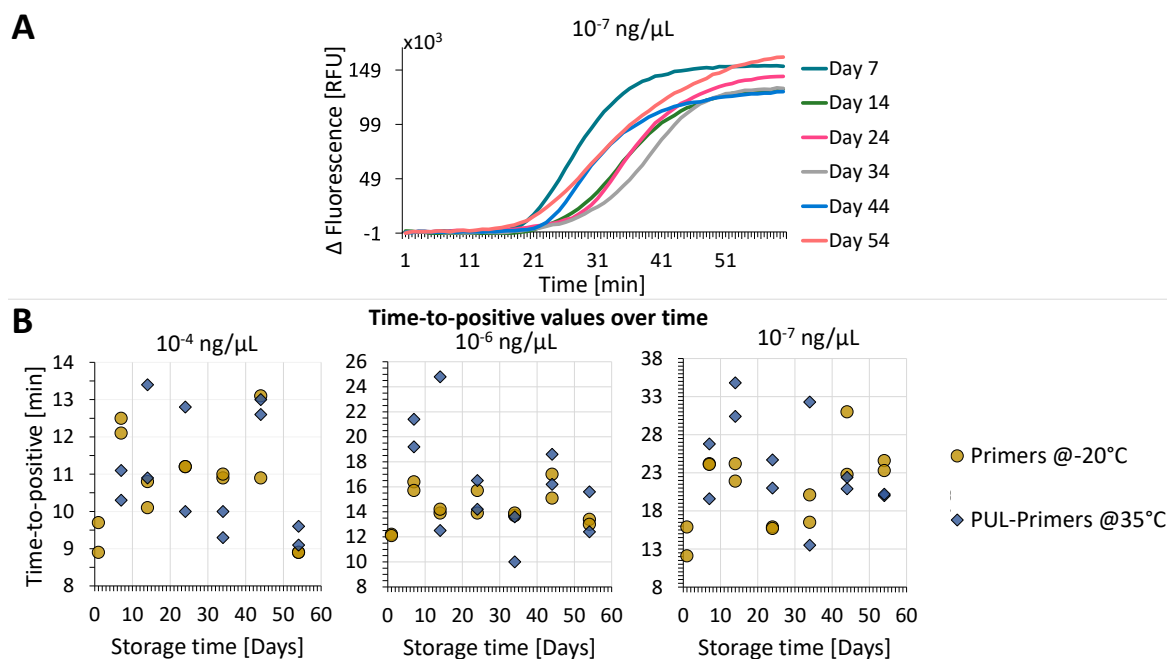 A
10⁻⁷ ng/µL
x10³
Δ Fluorescence [RFU]
149
99
49
-1
1 11 21 31 41 51
Time [min]
Day 7
Day 14
Day 24
Day 34
Day 44
Day 54
B
Time-to-positive values over time
10⁻⁴ ng/µL
10⁻⁶ ng/µL
10⁻⁷ ng/µL
Time-to-positive [min]
14
13
12
11
10
9
8
0 10 20 30 40 50 60
Storage time [Days]
26
24
22
20
18
16
14
12
10
8
0 10 20 30 40 50 60
Storage time [Days]
38
33
28
23
18
13
8
0 10 20 30 40 50 60
Storage time [Days]
Primers @-20°C
PUL-Primers @35°C